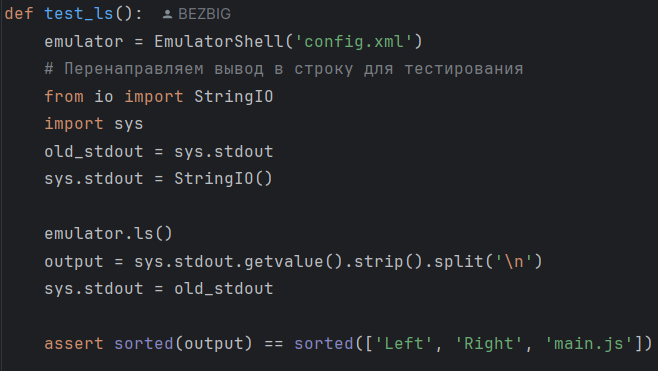 def test_ls(): BEZBIG
    emulator = EmulatorShell('config.xml')
    # Перенаправляем вывод в строку для тестирования
    from io import StringIO
    import sys
    old_stdout = sys.stdout
    sys.stdout = StringIO()

    emulator.ls()
    output = sys.stdout.getvalue().strip().split('\n')
    sys.stdout = old_stdout

    assert sorted(output) == sorted(['Left', 'Right', 'main.js'])